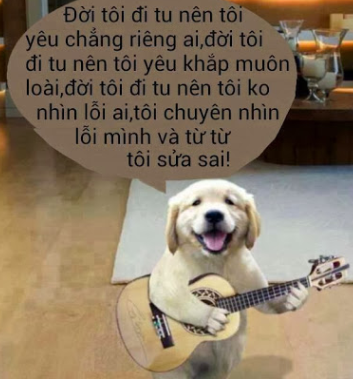 Đời tôi đi tu nên tôi
yêu chẳng riêng ai,đời tôi
đi tu nên tôi yêu khắp muôn
loài,đời tôi đi tu nên tôi ko
nhìn lỗi ai,tôi chuyên nhìn
lỗi mình và từ từ
tôi sửa sai!